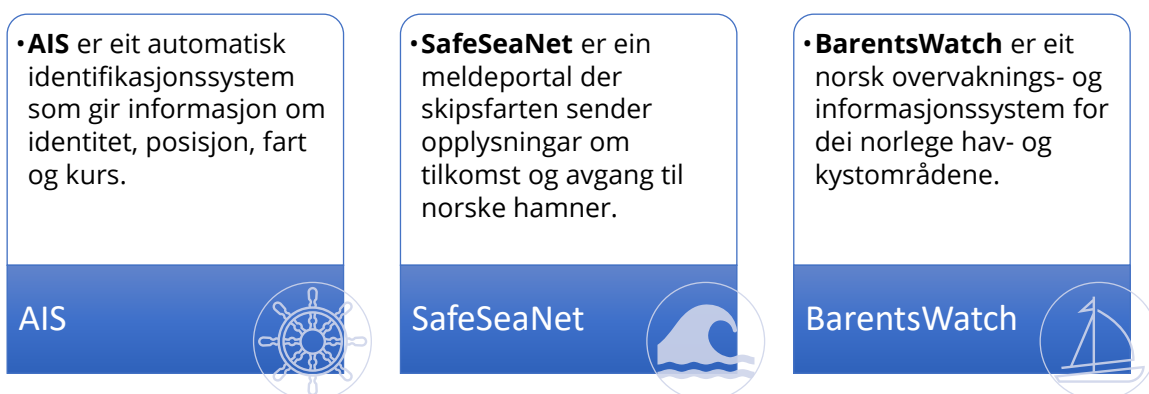 •AIS er eit automatisk
identifikasjonssystem
som gir informasjon om
identitet, posisjon, fart
og kurs.
AIS
•SafeSeaNet er ein
meldeportal der
skipsfarten sender
opplysningar om
tilkomst og avgang til
norske hamner.
SafeSeaNet
•BarentsWatch er eit
norsk overvaknings- og
informasjonssystem for
dei norlege hav- og
kystområdene.
BarentsWatch